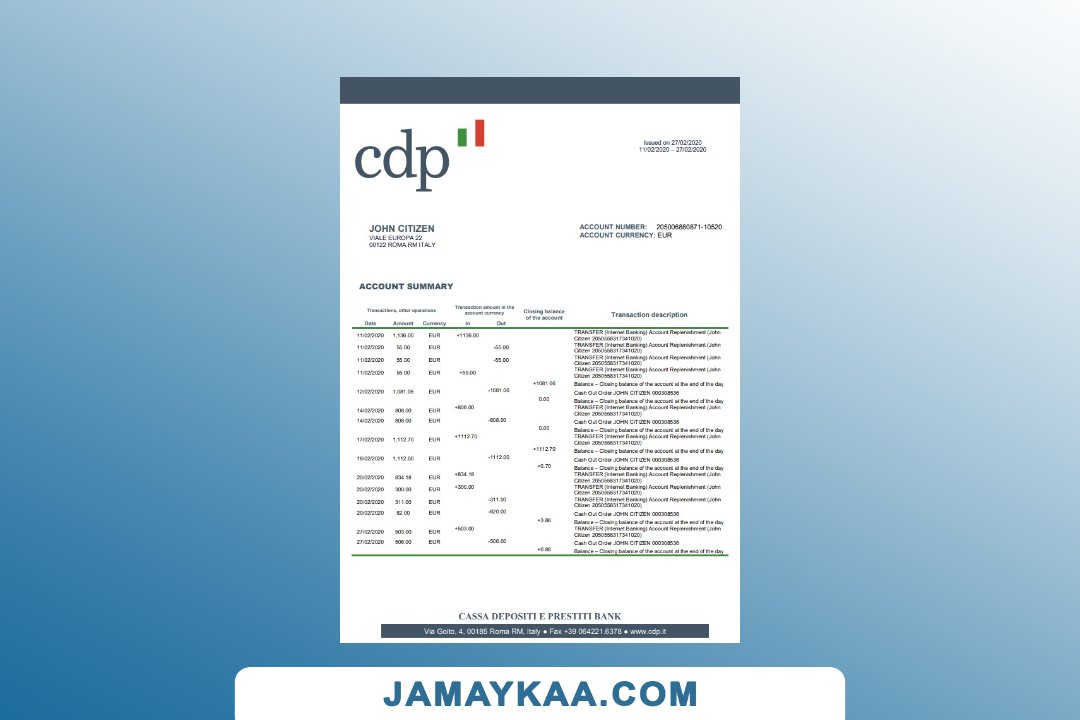 cdp
Issued on 27/02/2020
11/02/2020 – 27/02/2020
JOHN CITIZEN
VIALE EUROPA 22
00122 ROMA RM ITALY
ACCOUNT NUMBER: 205006880871-10520
ACCOUNT CURRENCY: EUR
ACCOUNT SUMMARY
Transactions, other operations
Transaction amount in the
account currency
Closing balance
of the account
Transaction description
Date Amount Currency In Out
11/02/2020 1,136.00 EUR +1136.00 TRANSFER (Internet Banking) Account Replenishment (John
Citizen 2050558317341020)
11/02/2020 55.00 EUR -55.00 TRANSFER (Internet Banking) Account Replenishment (John
Citizen 2050558317341020)
11/02/2020 55.00 EUR -55.00 TRANSFER (Internet Banking) Account Replenishment (John
Citizen 2050558317341020)
11/02/2020 55.00 EUR +55.00 TRANSFER (Internet Banking) Account Replenishment (John
Citizen 2050558317341020)
+1081.06 Balance – Closing balance of the account at the end of the day
12/02/2020 1,081.06 EUR -1081.06 Cash Out Order JOHN CITIZEN 000308536
0.00 Balance – Closing balance of the account at the end of the day
14/02/2020 808.00 EUR +808.00 TRANSFER (Internet Banking) Account Replenishment (John
Citizen 2050558317341020)
14/02/2020 808.00 EUR -808.00 Cash Out Order JOHN CITIZEN 000308536
0.00 Balance – Closing balance of the account at the end of the day
17/02/2020 1,112.70 EUR +1112.70 TRANSFER (Internet Banking) Account Replenishment (John
Citizen 2050558317341020)
+1112.70 Balance – Closing balance of the account at the end of the day
18/02/2020 1,112.00 EUR -1112.00 Cash Out Order JOHN CITIZEN 000308536
+0.70 Balance – Closing balance of the account at the end of the day
20/02/2020 834.18 EUR +834.18 TRANSFER (Internet Banking) Account Replenishment (John
Citizen 2050558317341020)
20/02/2020 300.00 EUR +300.00 TRANSFER (Internet Banking) Account Replenishment (John
Citizen 2050558317341020)
20/02/2020 311.00 EUR -311.00 TRANSFER (Internet Banking) Account Replenishment (John
Citizen 2050558317341020)
20/02/2020 82.00 EUR -820.00 Cash Out Order JOHN CITIZEN 000308536
+3.88 Balance – Closing balance of the account at the end of the day
27/02/2020 503.00 EUR +503.00 TRANSFER (Internet Banking) Account Replenishment (John
Citizen 2050558317341020)
27/02/2020 506.00 EUR -506.00 Cash Out Order JOHN CITIZEN 000308536
+0.88 Balance – Closing balance of the account at the end of the day
CASSA DEPOSITI E PRESTITI BANK
Via Goito, 4, 00185 Roma RM, Italy ● Fax +39 064221.6378 ● www.cdp.it
JAMAYKAA.COM